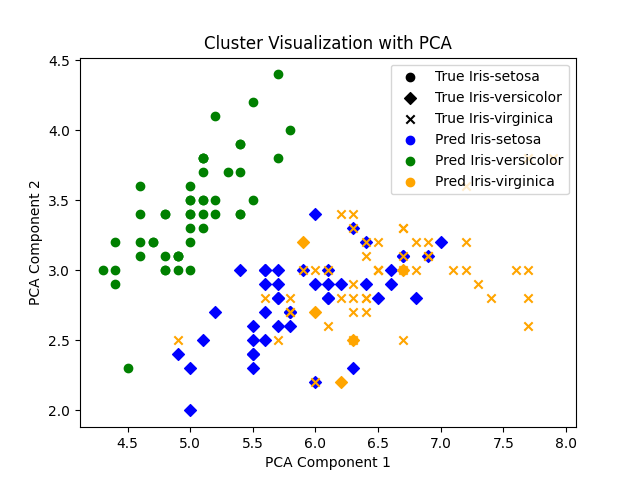 Cluster Visualization with PCA
True Iris-setosa
True Iris-versicolor
True Iris-virginica
Pred Iris-setosa
Pred Iris-versicolor
Pred Iris-virginica
PCA Component 2
4.5
4.0
3.5
3.0
2.5
2.0
4.5 5.0 5.5 6.0 6.5 7.0 7.5 8.0
PCA Component 1